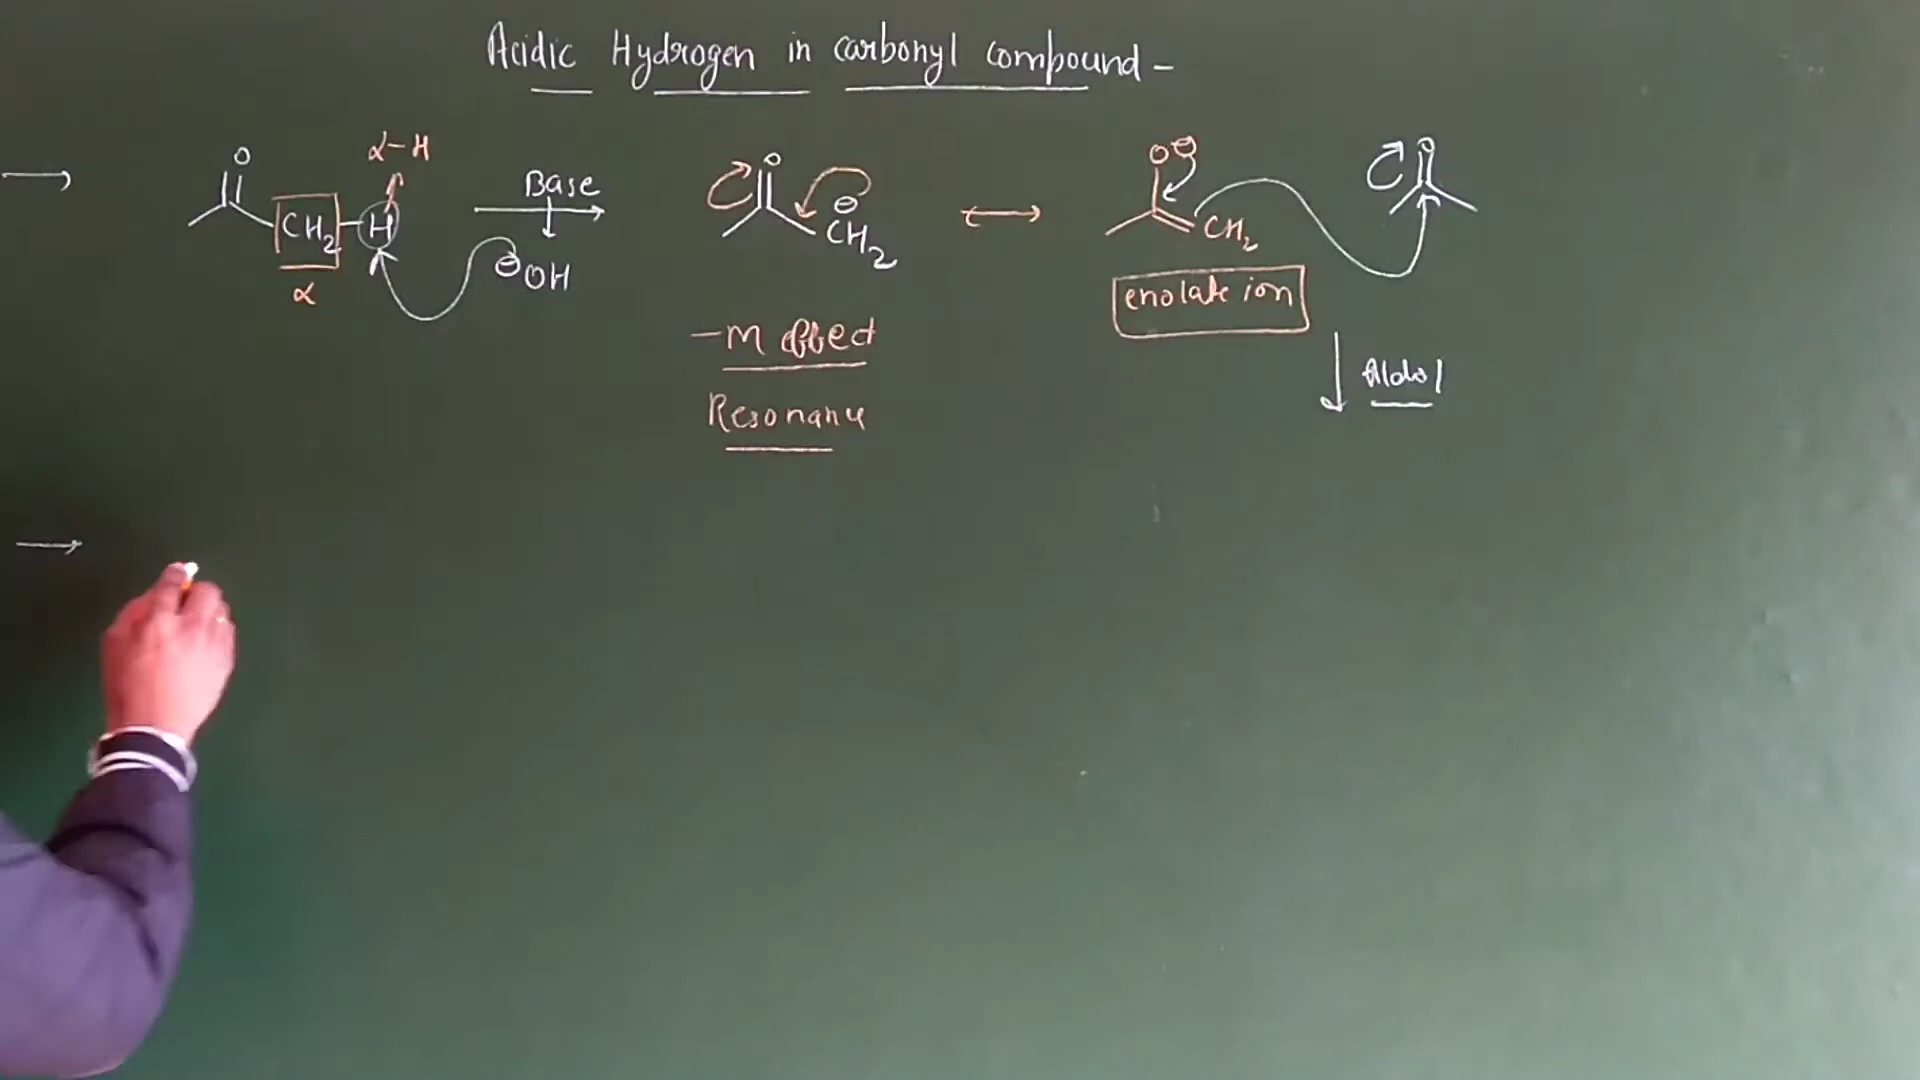 Acidic Hydrogen in carbonyl compound -
O α-H
CH2-H
α
Base
⊖OH
O
⊖
CH2
-M effect
Resonance
O⊖
CH2
enolate ion
O
Aldol